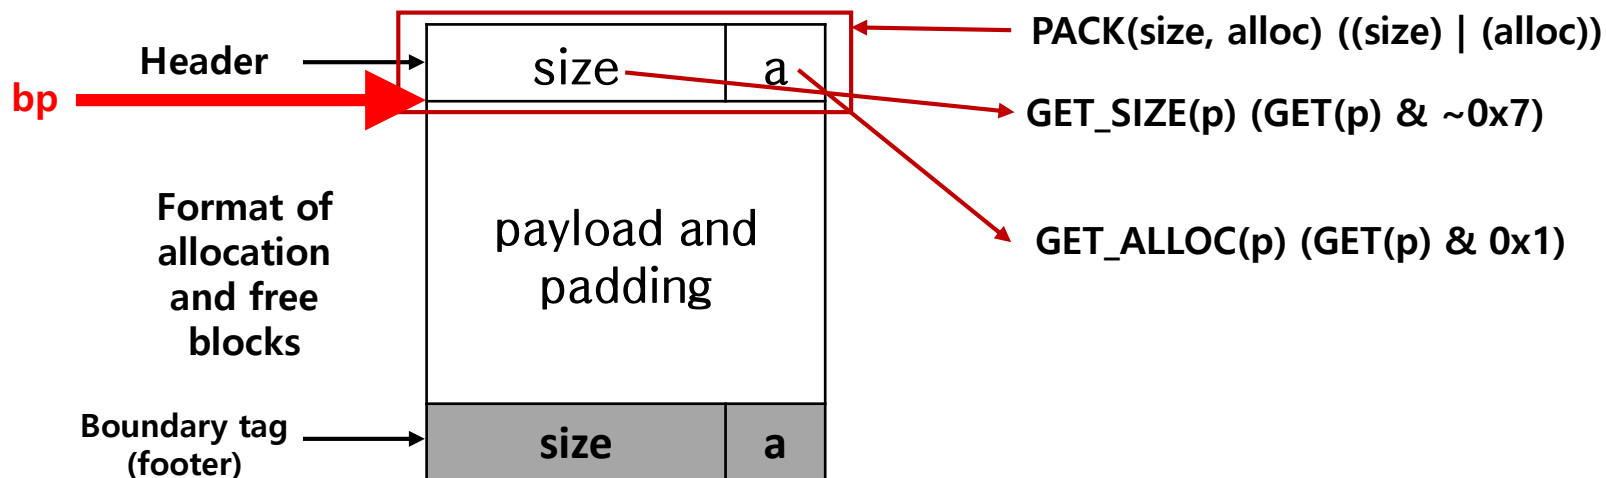 PACK(size, alloc) ((size) | (alloc))
Header
size
a
bp
GET_SIZE(p) (GET(p) & ~0x7)
Format of
allocation
and free
blocks
payload and
padding
GET_ALLOC(p) (GET(p) & 0x1)
Boundary tag
(footer)
size
a